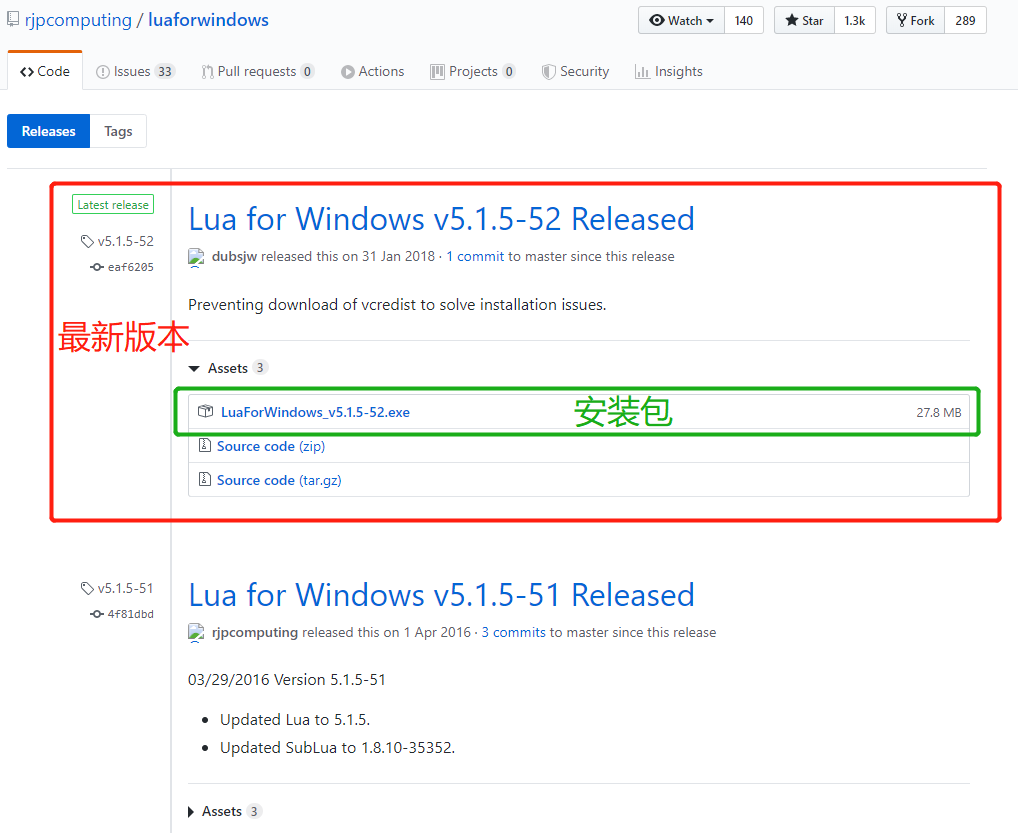 rjpcomputing / luaforwindows
Watch 140 Star 1.3k Fork 289
Code Issues 33 Pull requests 0 Actions Projects 0 Security Insights
Releases Tags
Latest release
v5.1.5-52
eaf6205
最新版本
Lua for Windows v5.1.5-52 Released
dubsjw released this on 31 Jan 2018 · 1 commit to master since this release
Preventing download of vcredist to solve installation issues.
Assets 3
LuaForWindows_v5.1.5-52.exe 安装包 27.8 MB
Source code (zip)
Source code (tar.gz)
v5.1.5-51
4f81dbd
Lua for Windows v5.1.5-51 Released
rjpcomputing released this on 1 Apr 2016 · 3 commits to master since this release
03/29/2016 Version 5.1.5-51
Updated Lua to 5.1.5.
Updated SubLua to 1.8.10-35352.
Assets 3